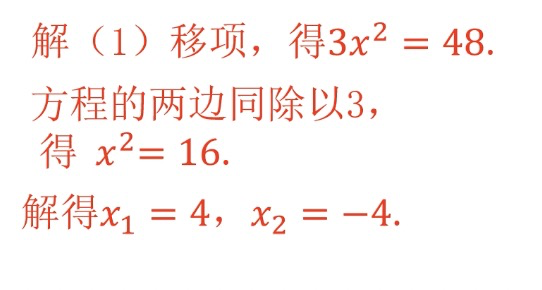 解（1）移项，得3x² = 48.
方程的两边同除以3，
得 x²= 16.
解得x₁ = 4，x₂ = −4.